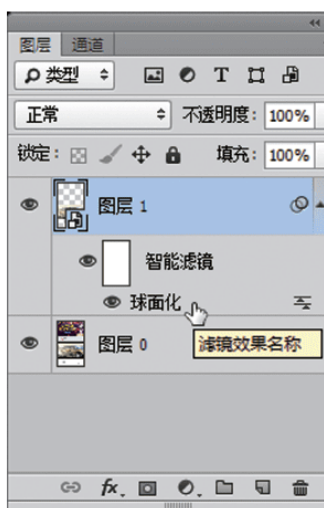 图层 通道
类型 T
正常 不透明度: 100%
锁定: 填充: 100%
图层 1
智能滤镜
球面化
图层 0
滤镜效果名称
fx.